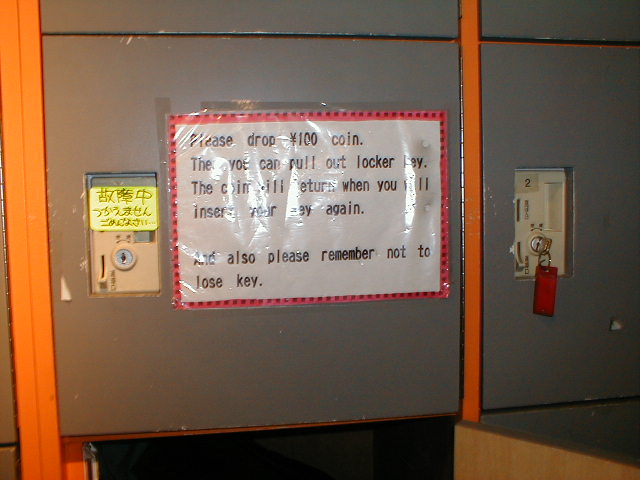 故障中
つかえません
ごめんなさい…
Please drop ¥100 coin.
Then you can pull out locker key.
The coin will return when you will
insert your key again.
And also please remember not to
lose key.
2